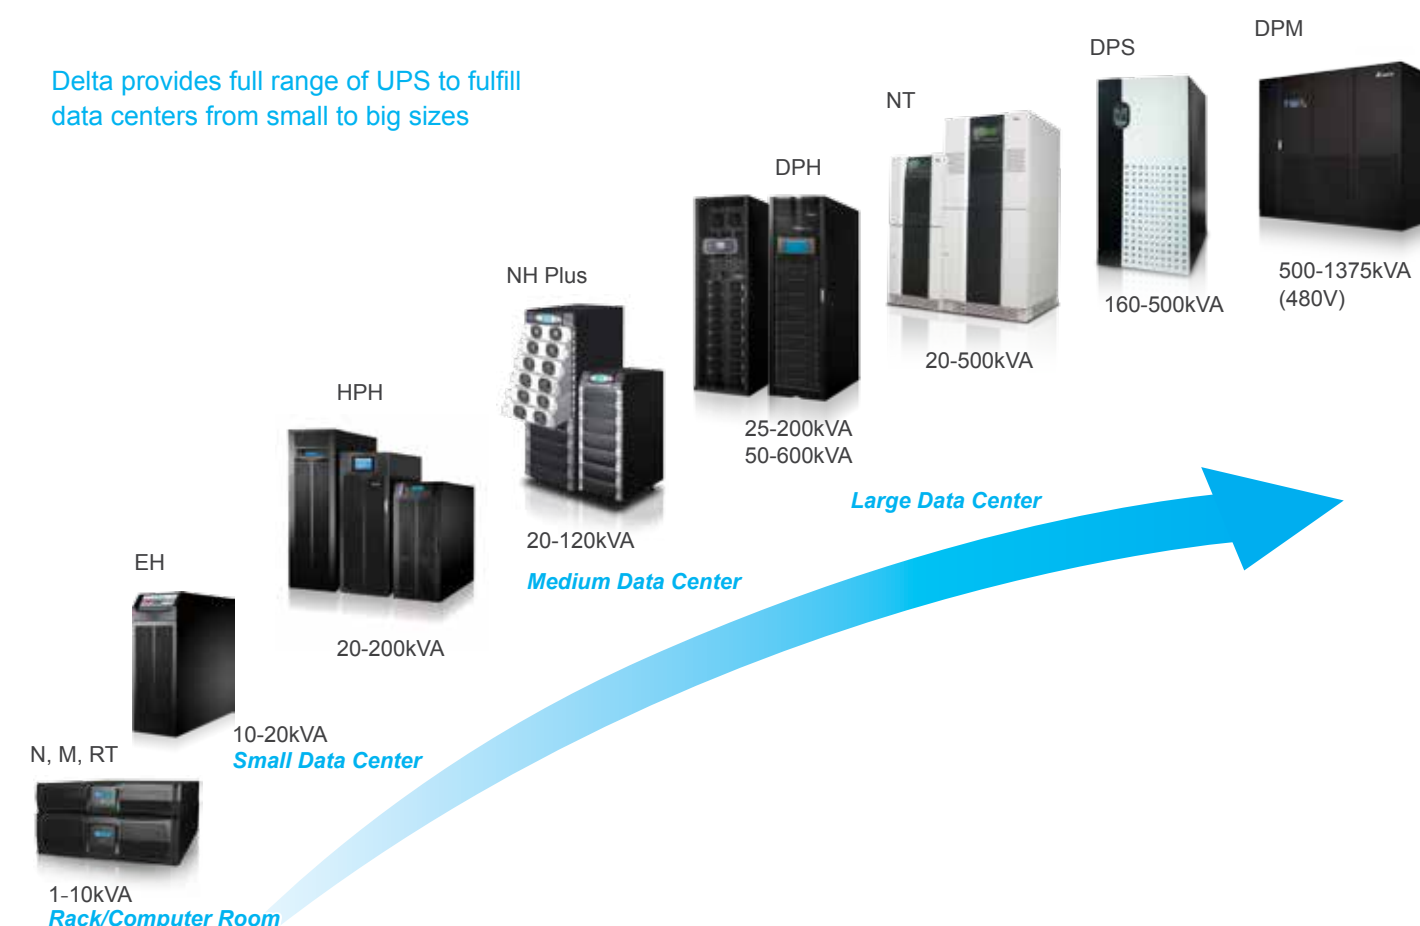 Delta provides full range of UPS to fulfill
data centers from small to big sizes
DPM
500-1375kVA
(480V)
DPS
160-500kVA
NT
20-500kVA
DPH
25-200kVA
50-600kVA
Large Data Center
NH Plus
20-120kVA
Medium Data Center
HPH
20-200kVA
EH
10-20kVA
Small Data Center
N, M, RT
1-10kVA
Rack/Computer Room